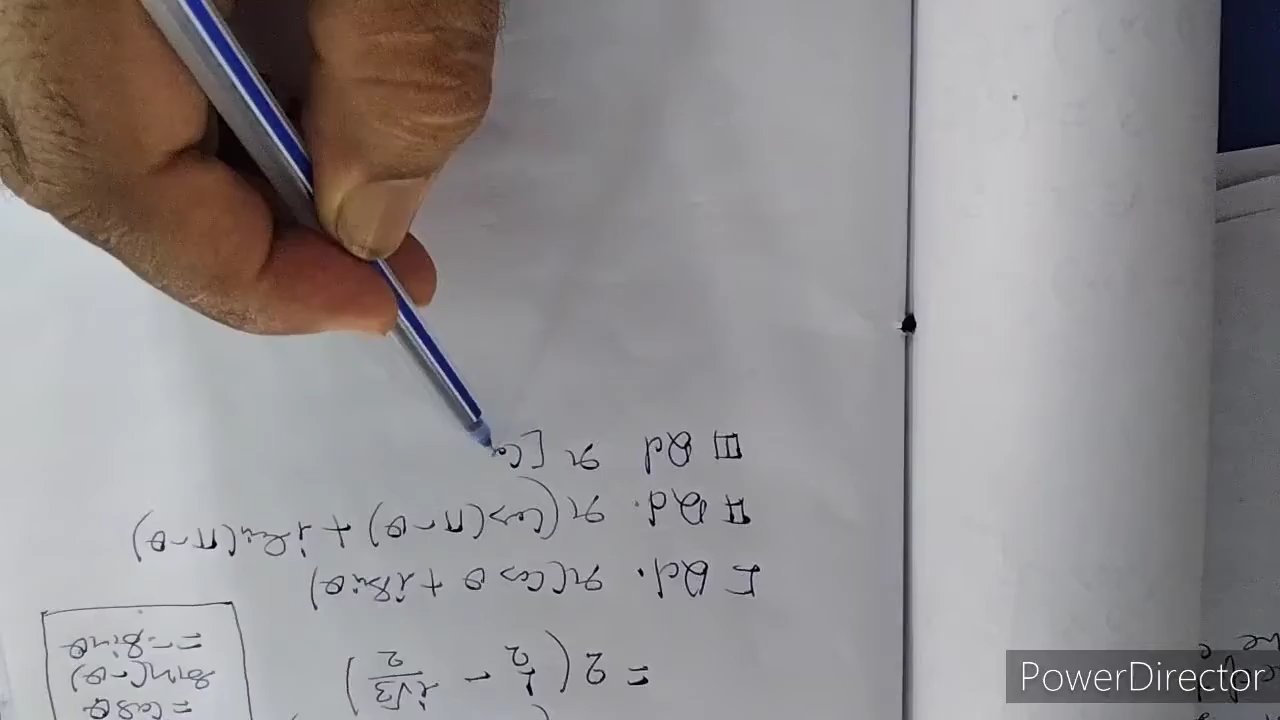 = cos θ
sin(-θ)
= - sin θ
= 2 ( 1/2 - i√3/2 )
I Qd. r(cos θ + i sin θ)
II Qd. r(cos(π-θ) + i sin(π-θ)
III Qd r [Co
PowerDirector